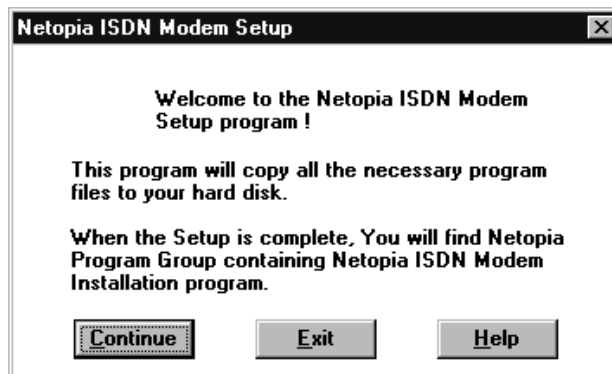 Netopia ISDN Modem Setup
Welcome to the Netopia ISDN Modem
Setup program !
This program will copy all the necessary program
files to your hard disk.
When the Setup is complete, You will find Netopia
Program Group containing Netopia ISDN Modem
Installation program.
Continue Exit Help